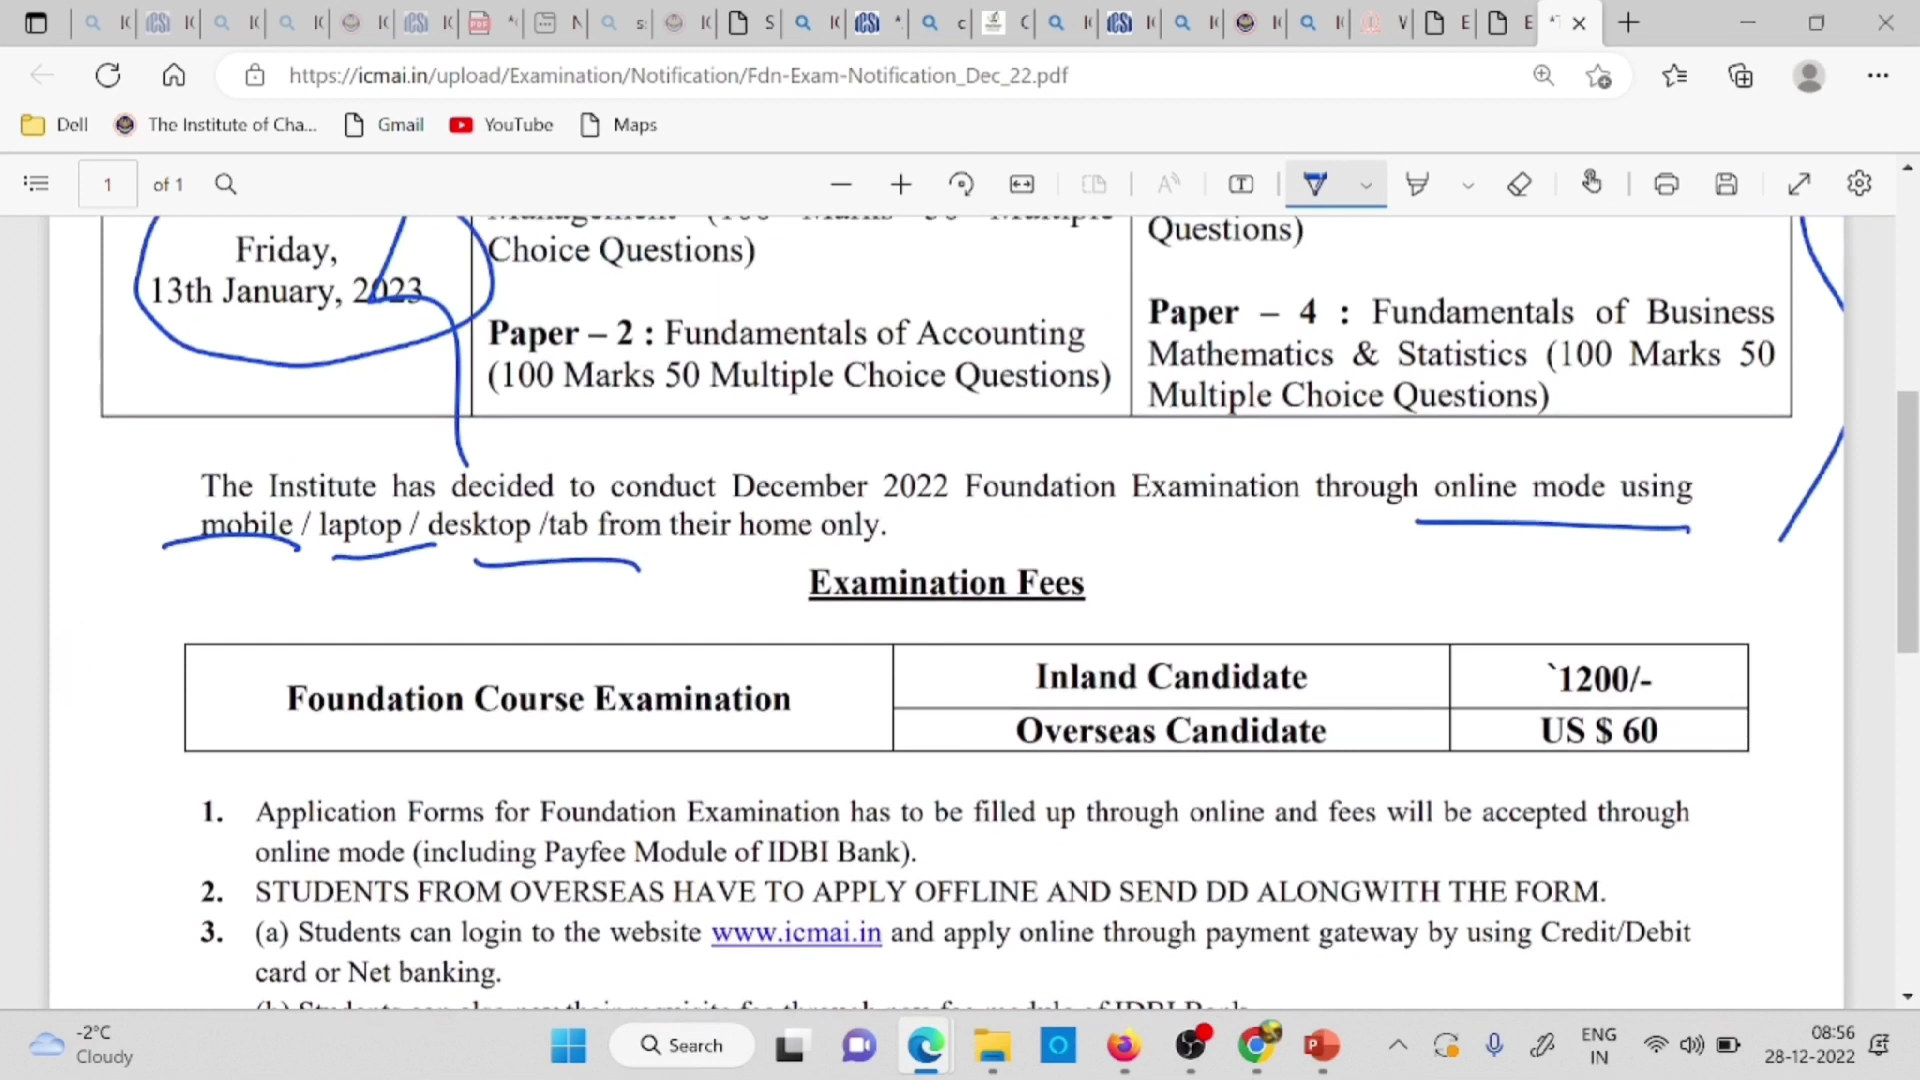 https://icmai.in/upload/Examination/Notification/Fdn-Exam-Notification_Dec_22.pdf
Dell
The Institute of Cha...
Gmail
YouTube
Maps
1 of 1
Friday,
13th January, 2023
Choice Questions)
Paper – 2 : Fundamentals of Accounting
(100 Marks 50 Multiple Choice Questions)
Questions)
Paper – 4 : Fundamentals of Business
Mathematics & Statistics (100 Marks 50
Multiple Choice Questions)
The Institute has decided to conduct December 2022 Foundation Examination through online mode using
mobile / laptop / desktop /tab from their home only.
Examination Fees
Foundation Course Examination
Inland Candidate
`1200/-
Overseas Candidate
US $ 60
1. Application Forms for Foundation Examination has to be filled up through online and fees will be accepted through
online mode (including Payfee Module of IDBI Bank).
2. STUDENTS FROM OVERSEAS HAVE TO APPLY OFFLINE AND SEND DD ALONGWITH THE FORM.
3. (a) Students can login to the website www.icmai.in and apply online through payment gateway by using Credit/Debit
card or Net banking.
-2°C
Cloudy
Search
ENG
IN
08:56
28-12-2022